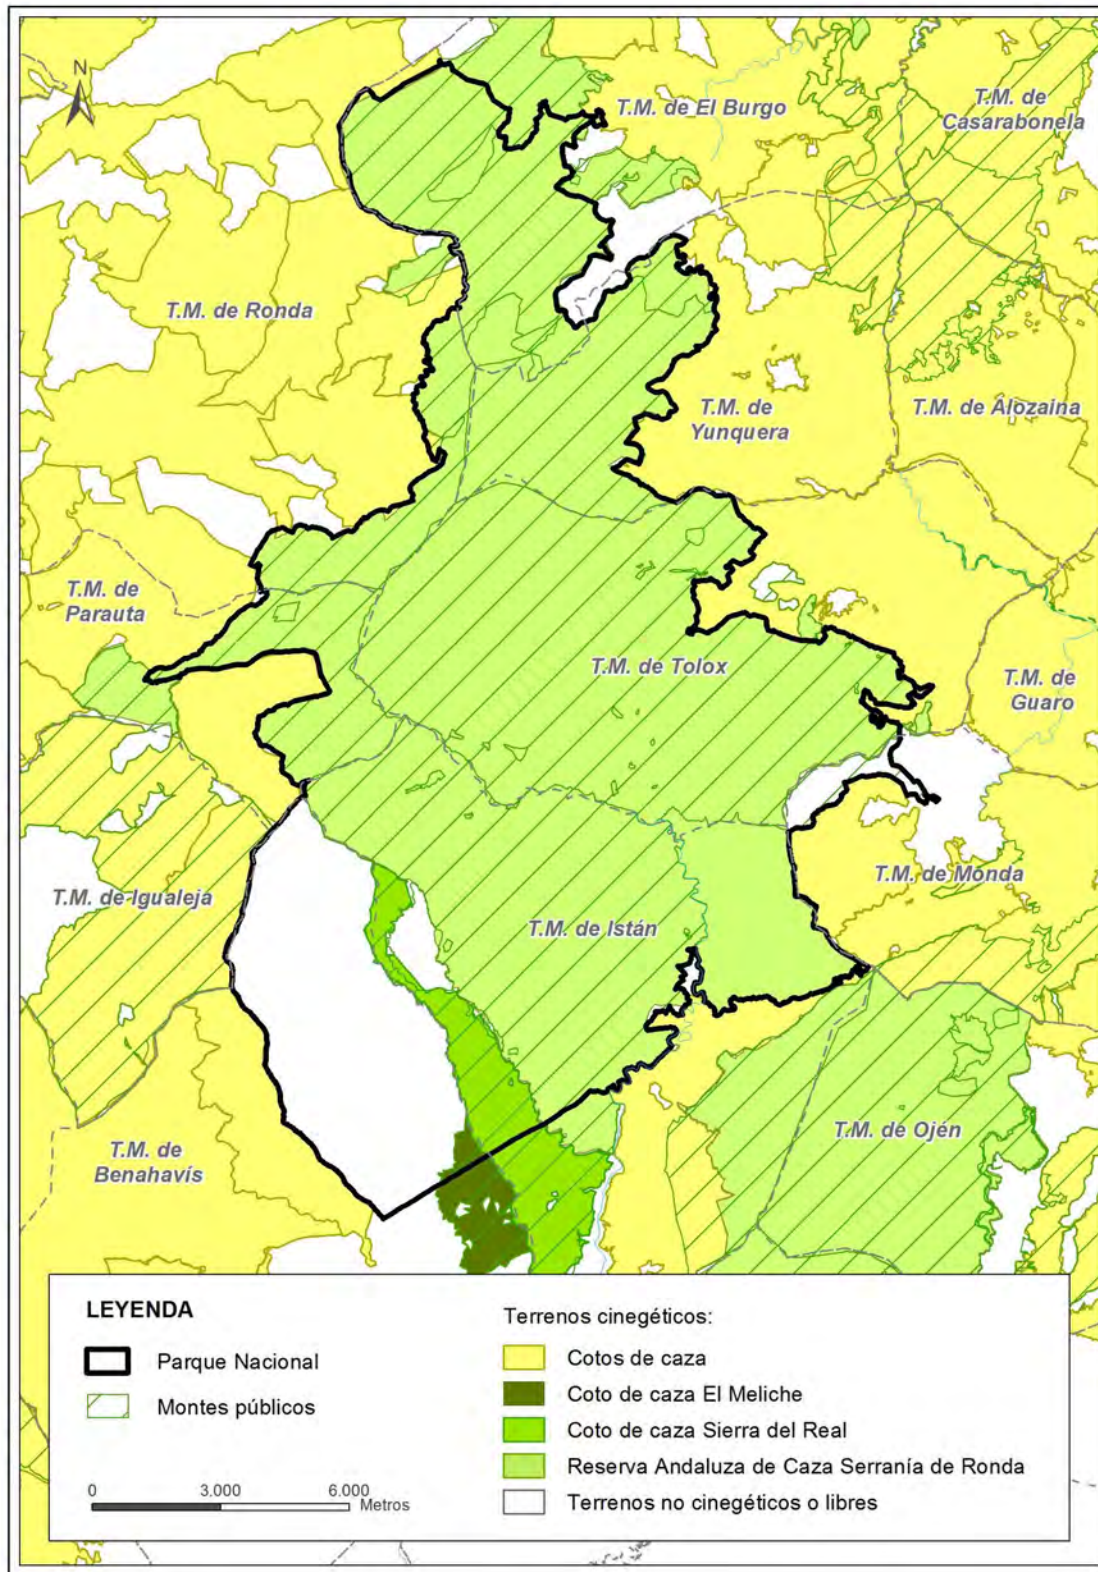 N
T.M. de El Burgo
T.M. de
Casarabonela
T.M. de Ronda
T.M. de
Yunquera
T.M. de Alozaina
T.M. de
Parauta
T.M. de Tolox
T.M. de
Guaro
T.M. de Monda
T.M. de Igualeja
T.M. de Istán
T.M. de Ojén
T.M. de
Benahavís
LEYENDA
Parque Nacional
Montes públicos
0 3.000 6.000
Metros
Terrenos cinegéticos:
Cotos de caza
Coto de caza El Meliche
Coto de caza Sierra del Real
Reserva Andaluza de Caza Serranía de Ronda
Terrenos no cinegéticos o libres